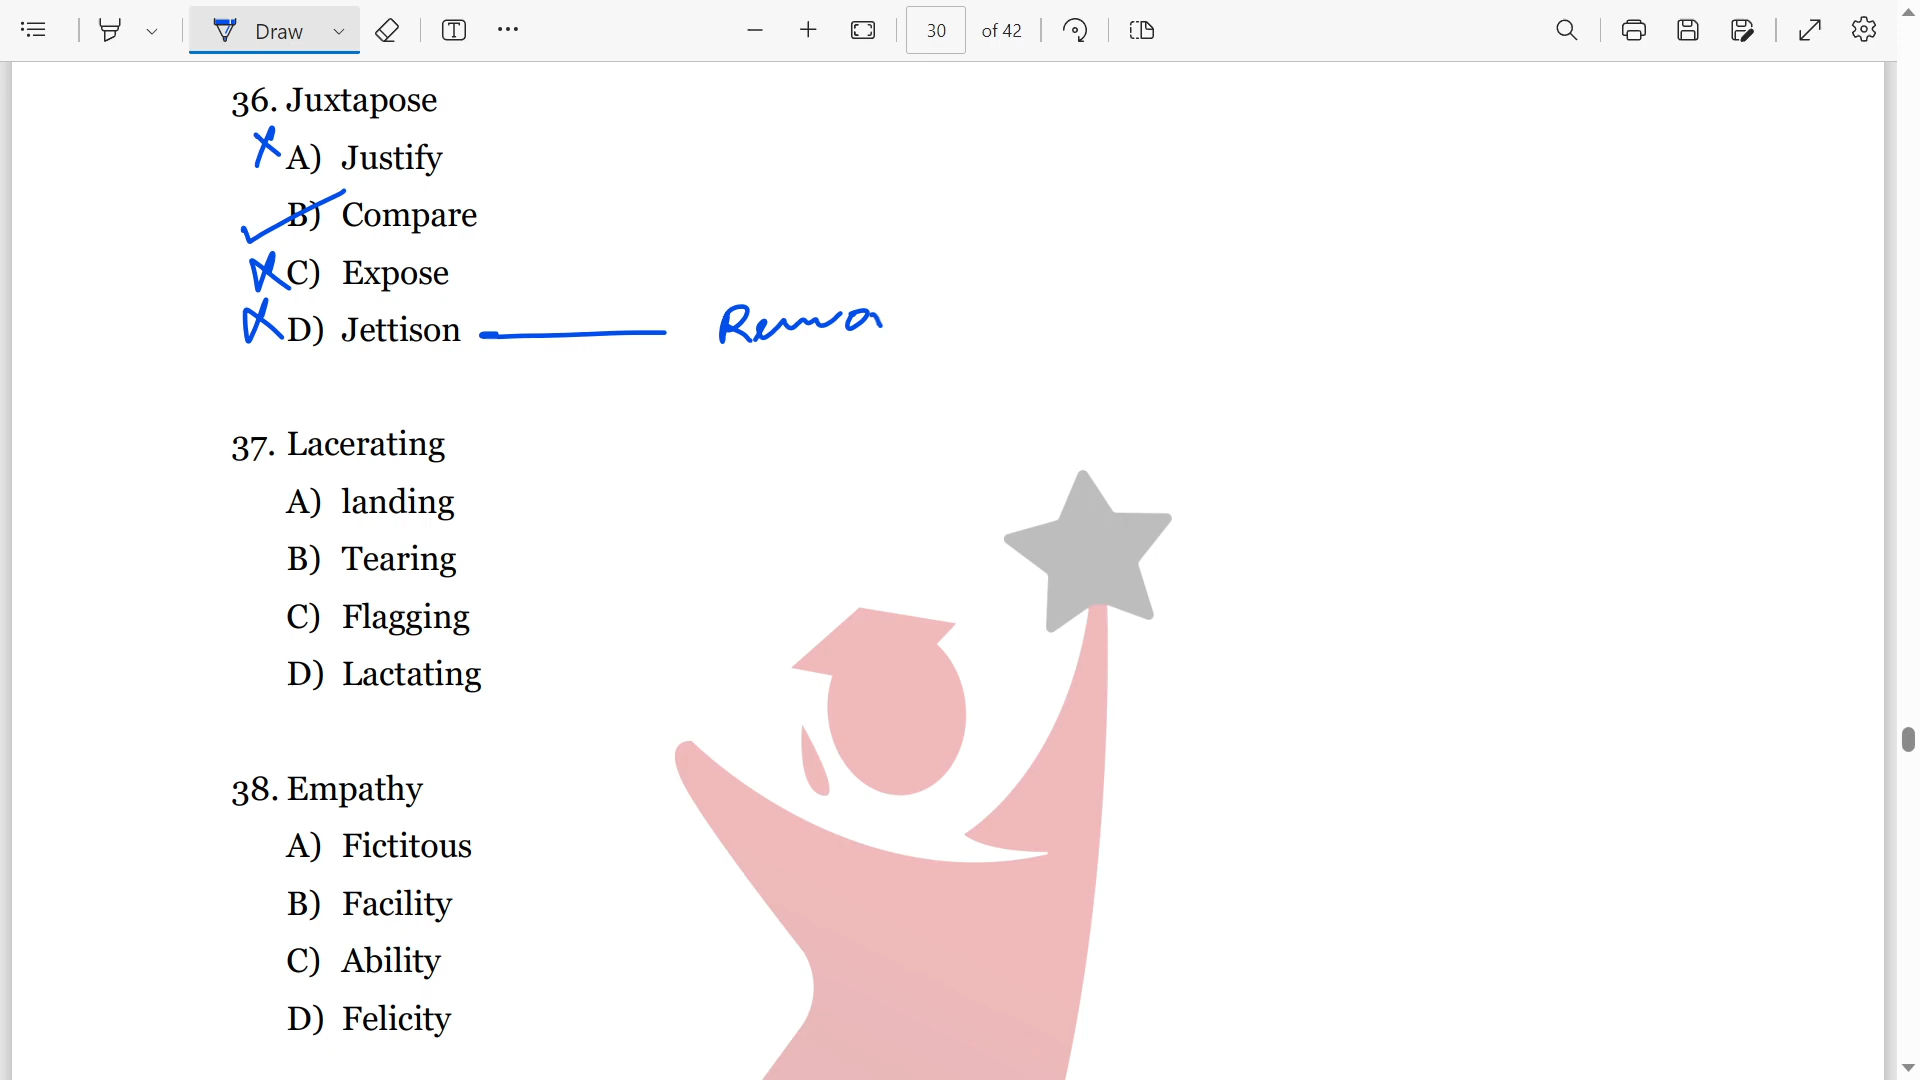 Draw
30 of 42
36. Juxtapose
A) Justify
B) Compare
C) Expose
D) Jettison
37. Lacerating
A) landing
B) Tearing
C) Flagging
D) Lactating
38. Empathy
A) Fictitous
B) Facility
C) Ability
D) Felicity